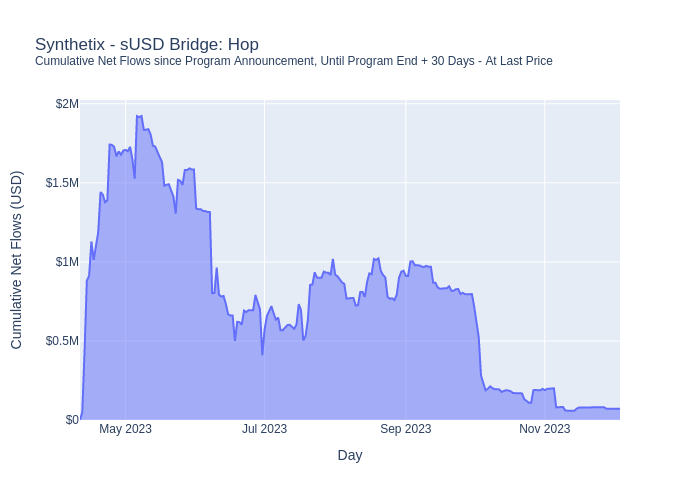 Synthetix - sUSD Bridge: Hop
Cumulative Net Flows since Program Announcement, Until Program End + 30 Days - At Last Price
Cumulative Net Flows (USD)
$2M
$1.5M
$1M
$0.5M
$0
May 2023
Jul 2023
Sep 2023
Nov 2023
Day